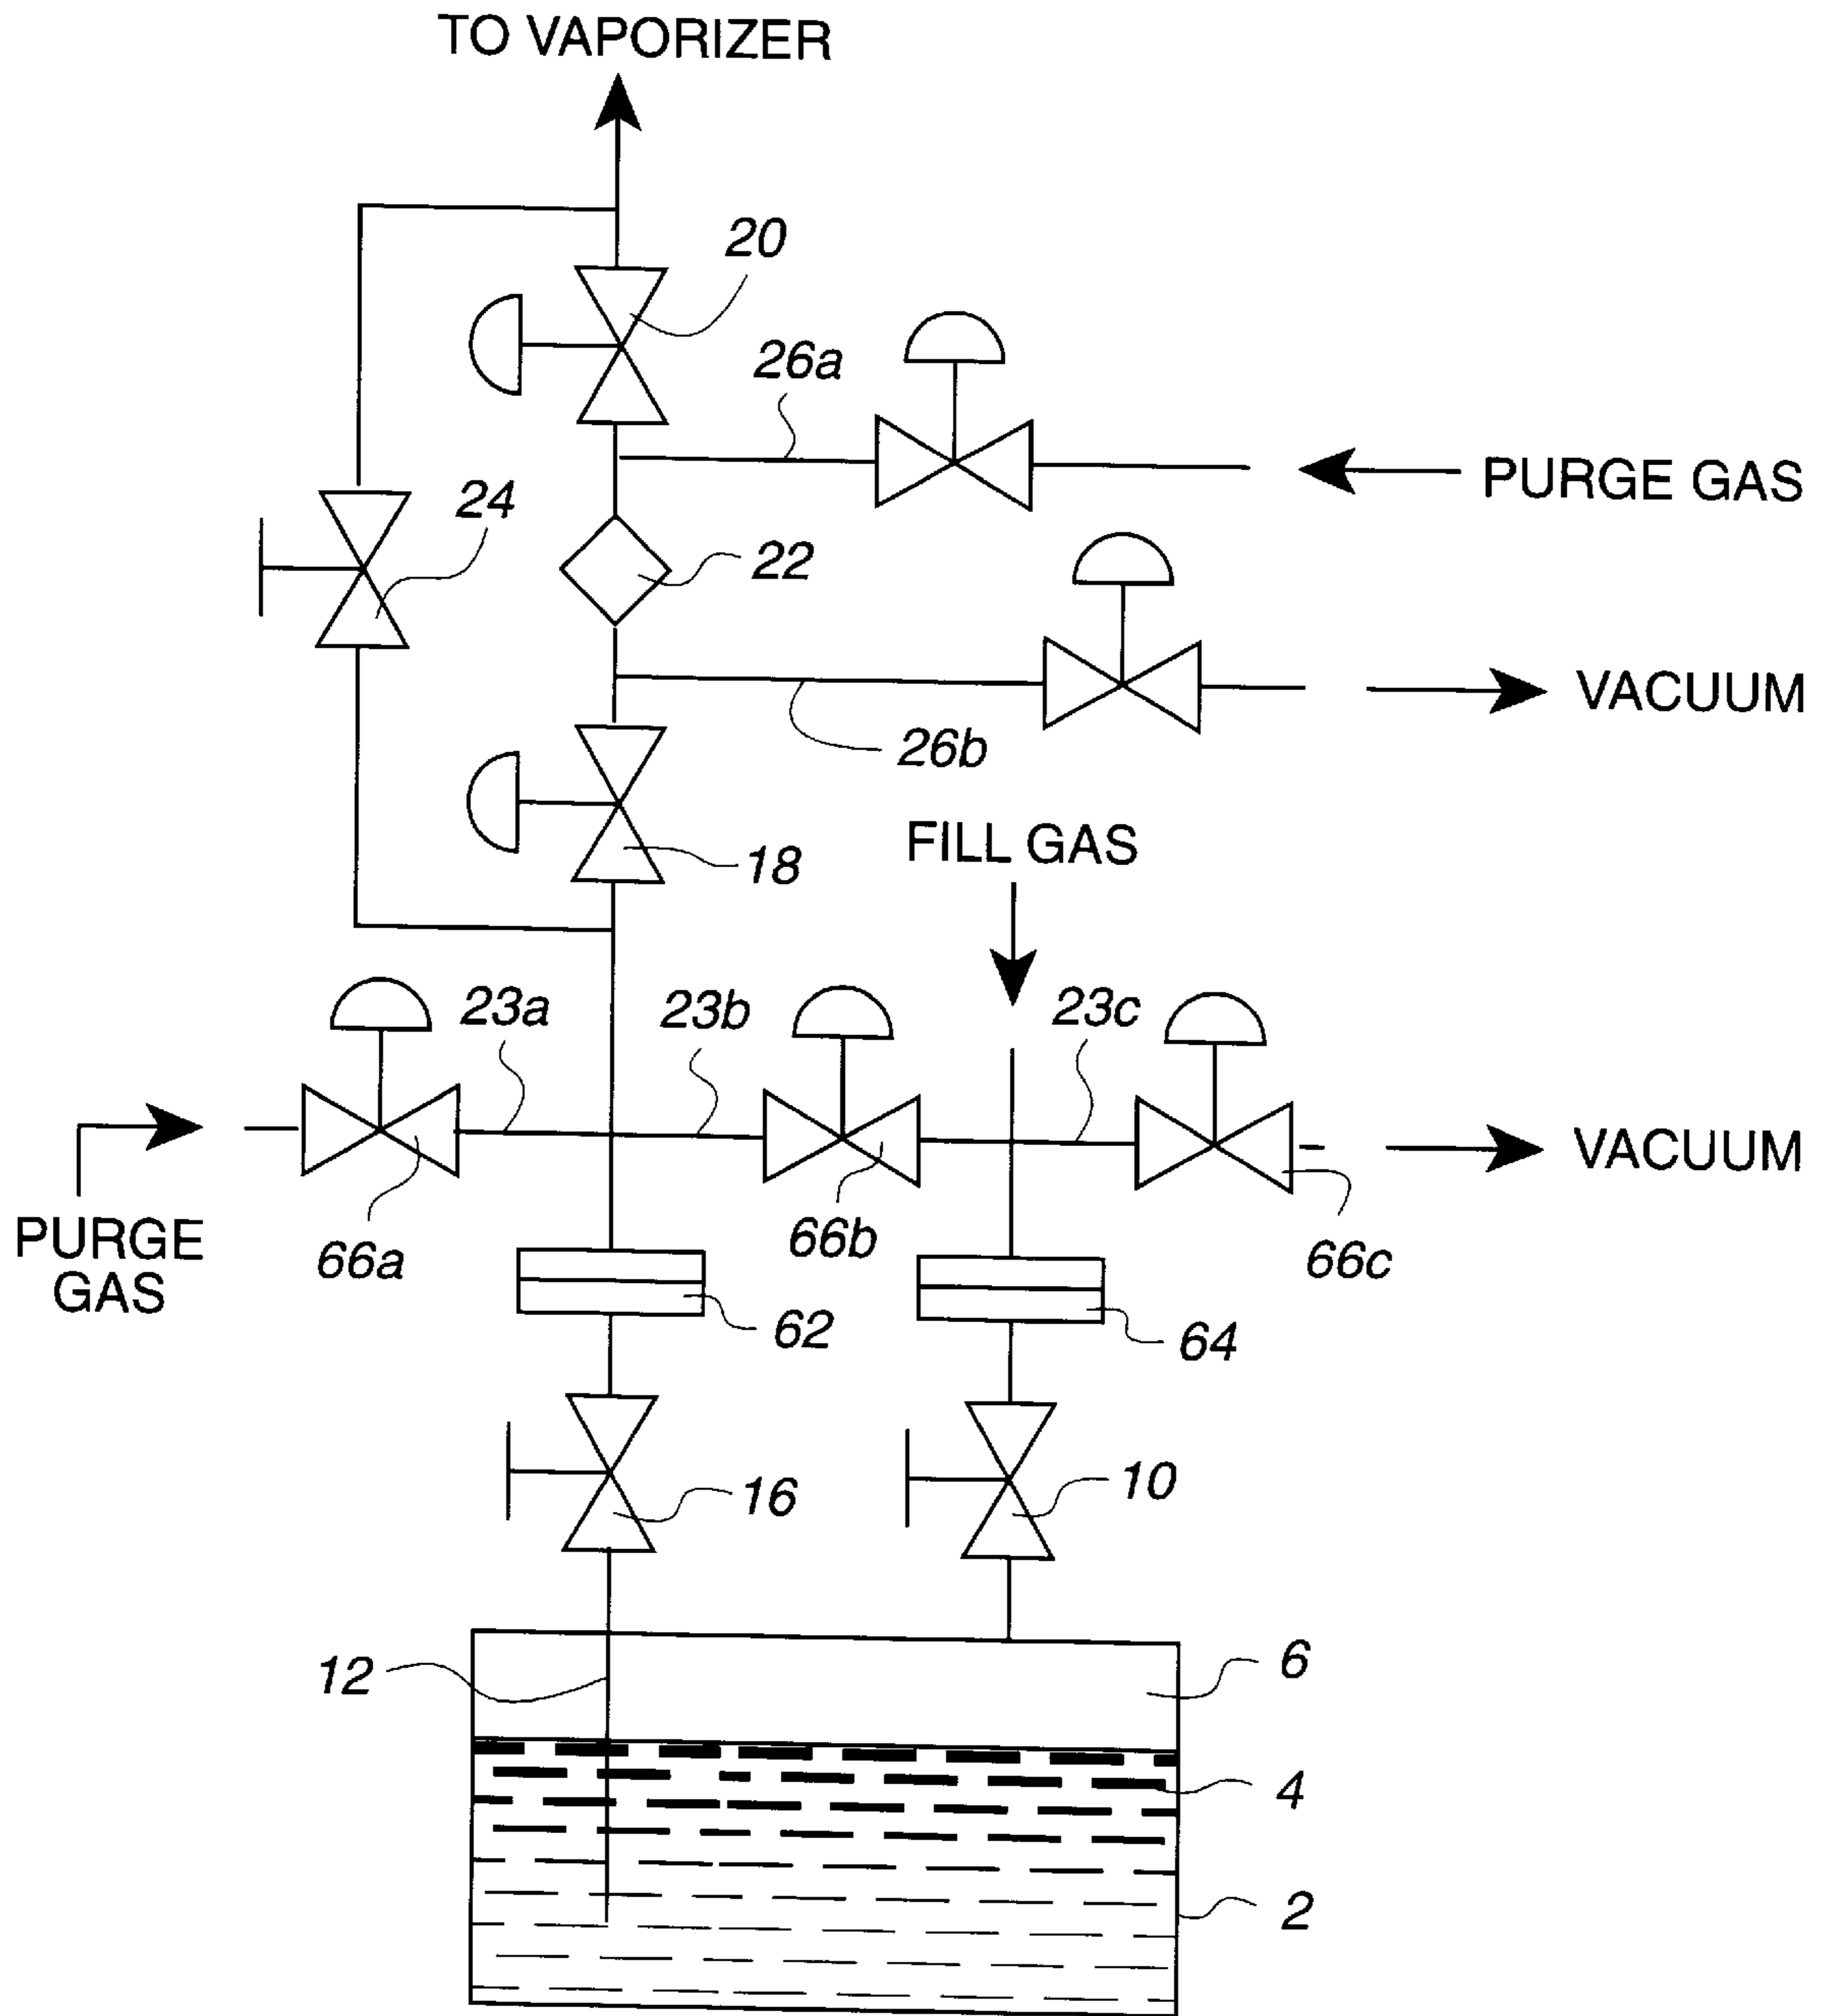 TO VAPORIZER
20
26a
PURGE GAS
24
22
VACUUM
26b
18
FILL GAS
23a
23b
23c
VACUUM
PURGE
GAS
66a
66b
66c
62
64
16
10
12
6
4
2